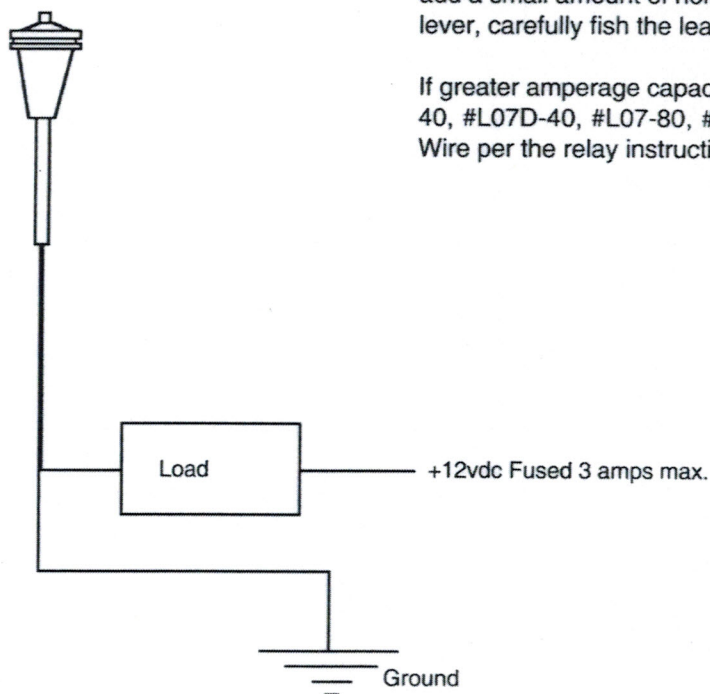 lever, carefully fish the lea
If greater amperage capac
40, #L07D-40, #L07-80, #
Wire per the relay instructi
Load
+12vdc Fused 3 amps max.
Ground